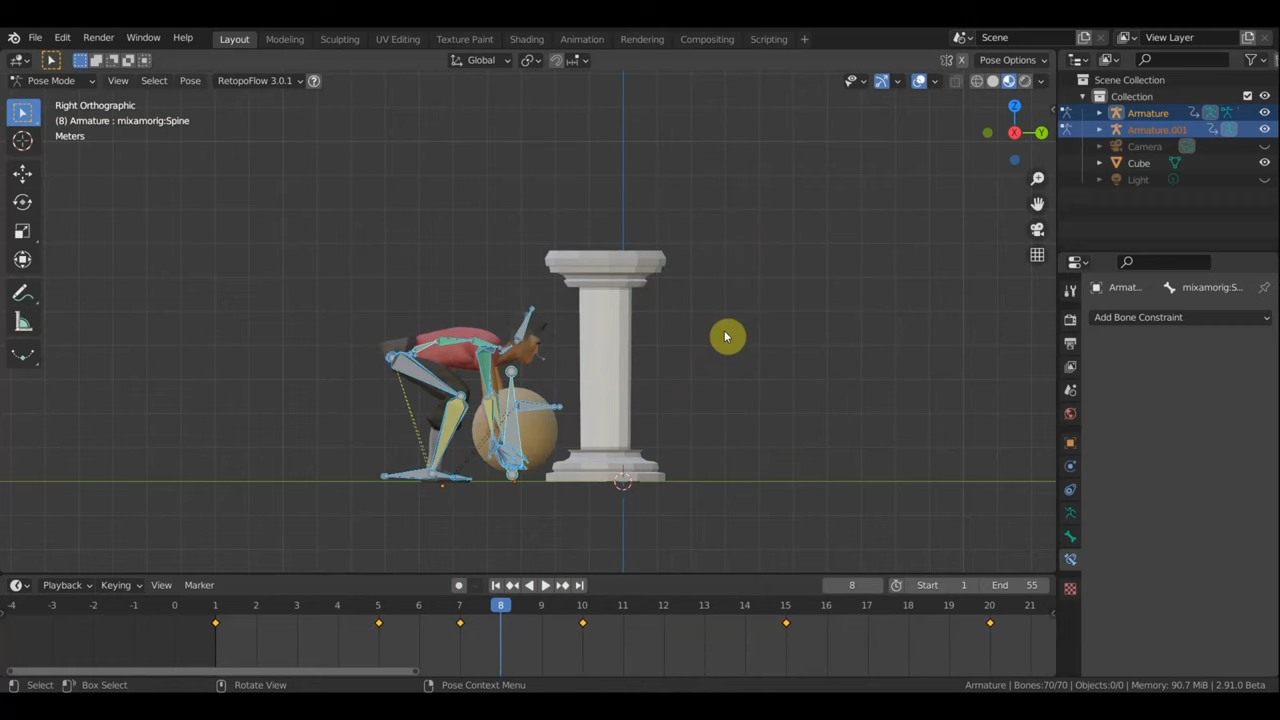 File Edit Render Window Help Layout Modeling Sculpting UV Editing Texture Paint Shading Animation Rendering Compositing Scripting + Scene View Layer
Global Pose Options
Pose Mode View Select Pose RetopoFlow 3.0.1
Right Orthographic
(8) Armature : mixamorig:Spine
Meters
Z
X
Y
Scene Collection
Collection
Armature
Armature.001
Camera
Cube
Light
Armat... mixamorig:S...
Add Bone Constraint
Playback Keying View Marker 8 Start 1 End 55
-4 -3 -2 -1 0 1 2 3 4 5 6 7 8 9 10 11 12 13 14 15 16 17 18 19 20 21
Select Box Select Rotate View Pose Context Menu Armature | Bones:70/70 | Objects:0/0 | Memory: 90.7 MiB | 2.91.0 Beta